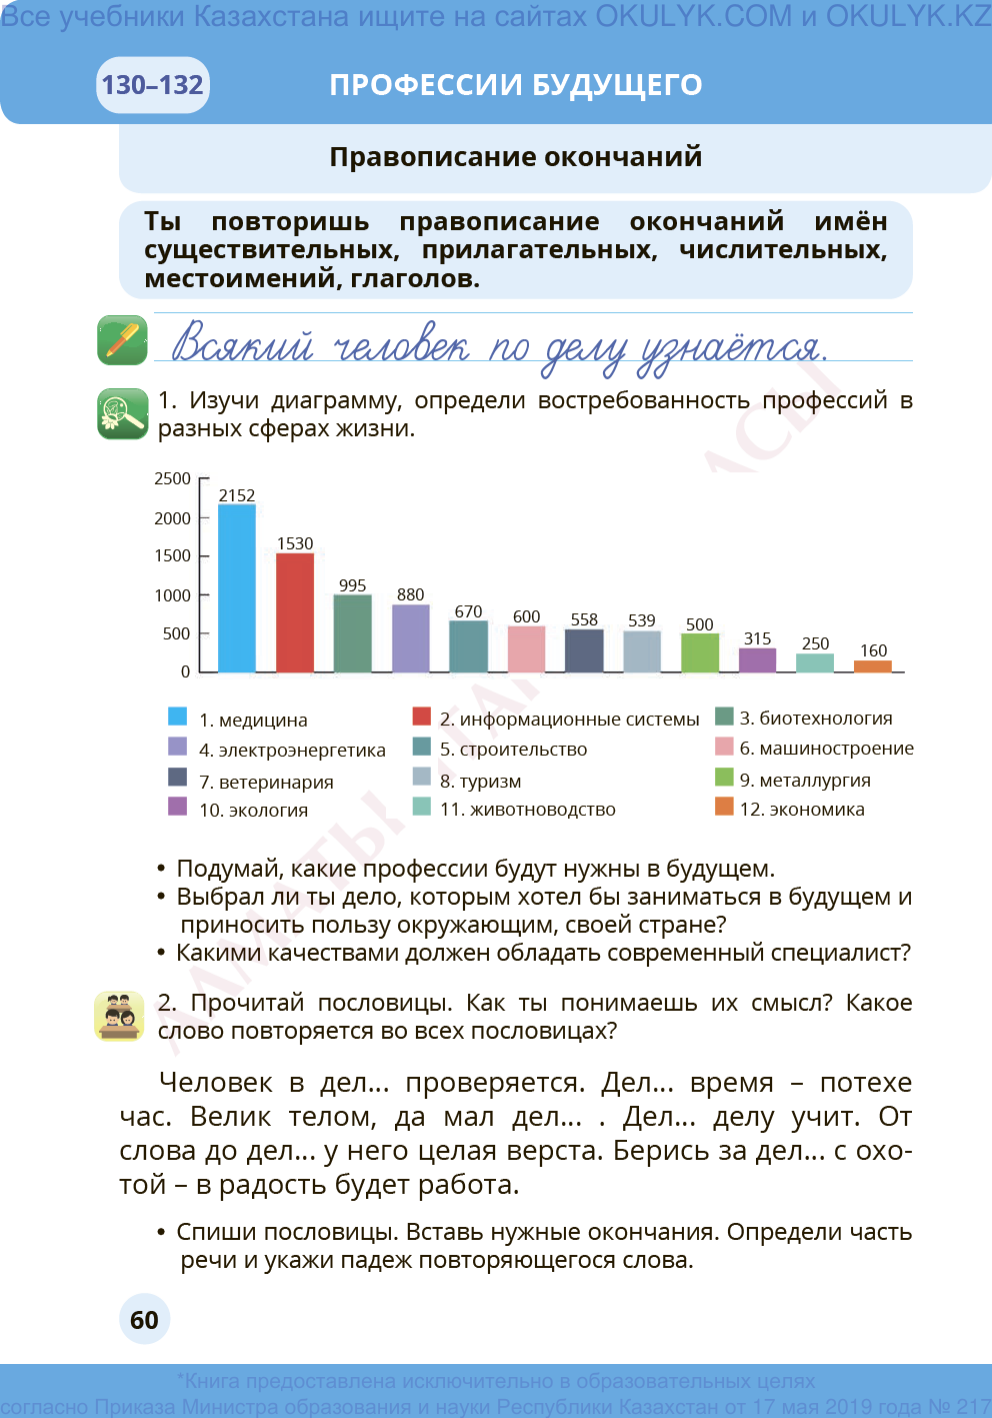 Все учебники Казахстана ищите на сайтах OKULYK.COM и OKULYK.KZ
130–132
ПРОФЕССИИ БУДУЩЕГО
Правописание окончаний
Ты повторишь правописание окончаний имён
существительных, прилагательных, числительных,
местоимений, глаголов.
Всякий человек по делу узнаётся.
1. Изучи диаграмму, определи востребованность профессий в
разных сферах жизни.
2500
2000
1500
1000
500
0
2152
1530
995
880
670
600
558
539
500
315
250
160
1. медицина
2. информационные системы
3. биотехнология
4. электроэнергетика
5. строительство
6. машиностроение
7. ветеринария
8. туризм
9. металлургия
10. экология
11. животноводство
12. экономика
• Подумай, какие профессии будут нужны в будущем.
• Выбрал ли ты дело, которым хотел бы заниматься в будущем и
приносить пользу окружающим, своей стране?
• Какими качествами должен обладать современный специалист?
2. Прочитай пословицы. Как ты понимаешь их смысл? Какое
слово повторяется во всех пословицах?
Человек в дел... проверяется. Дел... время – потехе
час. Велик телом, да мал дел... . Дел... делу учит. От
слова до дел... у него целая верста. Берись за дел... с охо-
той – в радость будет работа.
• Спиши пословицы. Вставь нужные окончания. Определи часть
речи и укажи падеж повторяющегося слова.
60
*Книга предоставлена исключительно в образовательных целях
согласно Приказа Министра образования и науки Республики Казахстан от 17 мая 2019 года № 217